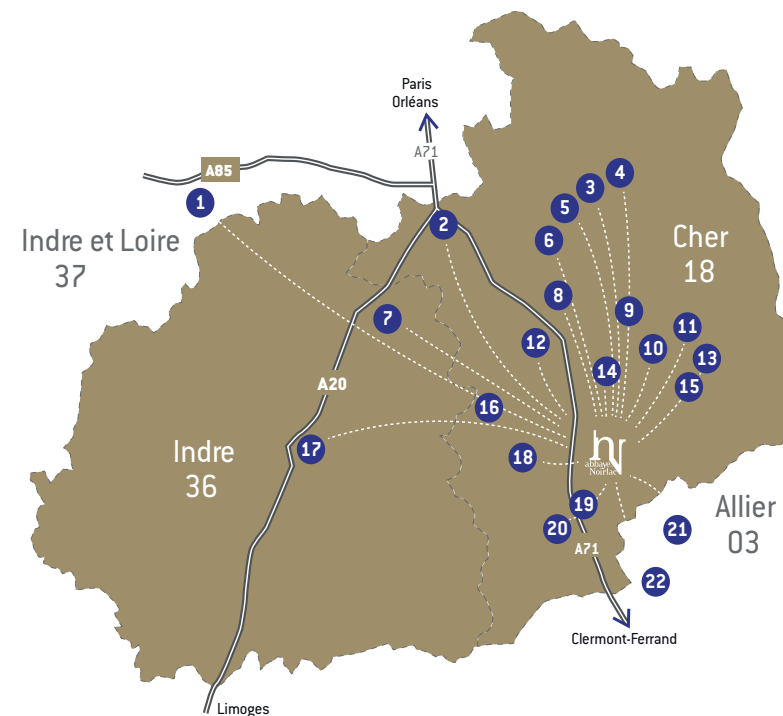 Paris
Orléans
A71
A85
1
4
3
5
2
6
Indre et Loire
37
Cher
18
8
7
9
11
12
10
13
14
A20
15
16
17
Indre
36
18
hN
abbaye
Noirlac
19
Allier
03
20
21
A71
22
Clermont-Ferrand
Limoges